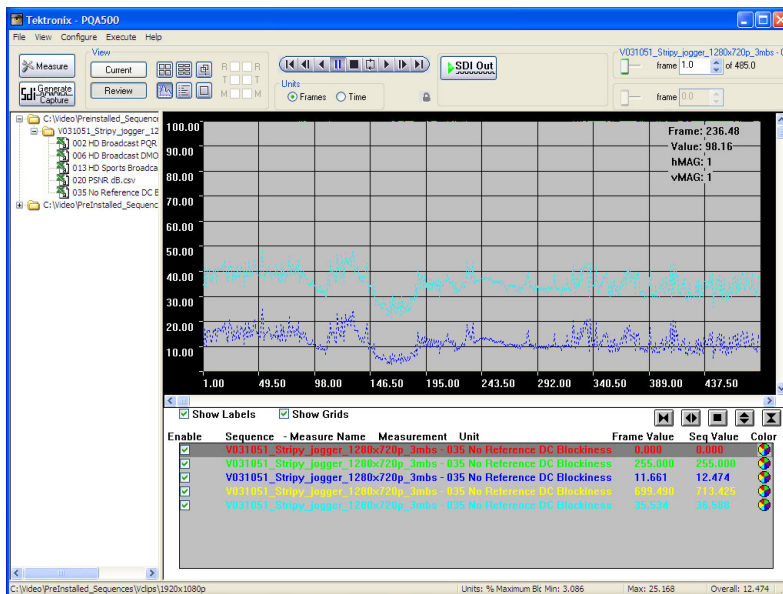 Tektronix - PQA500
File View Configure Execute Help
Measure
Sdi Generate Capture
View
Current
Review
R R
T T
M M
Units
Frames Time
SDI Out
V031051_Stripy_jogger_1280x720p_3mbs - 0
frame 1.0 of 485.0
frame 0.0
C:\Video\Preinstalled_Sequenc
V031051_Stripy_jogger_12
002 HD Broadcast PQR
006 HD Broadcast DMO
013 HD Sports Broadca
020 PSNR dB.csv
035 No Reference DC B
C:\Video\PreInstalled_Sequenc
Frame: 236.48
Value: 98.16
hMAG: 1
vMAG: 1
100.00
90.00
80.00
70.00
60.00
50.00
40.00
30.00
20.00
10.00
1.00 49.50 98.00 146.50 195.00 243.50 292.00 340.50 389.00 437.50
Show Labels Show Grids
Enable Sequence - Measure Name Measurement Unit Frame Value Seq Value Color
V031051_Stripy_jogger_1280x720p_3mbs - 035 No Reference DC Blockiness 0.000 0.000
V031051_Stripy_jogger_1280x720p_3mbs - 035 No Reference DC Blockiness 255.000 255.000
V031051_Stripy_jogger_1280x720p_3mbs - 035 No Reference DC Blockiness 11.661 12.474
V031051_Stripy_jogger_1280x720p_3mbs - 035 No Reference DC Blockiness 699.490 713.425
V031051_Stripy_jogger_1280x720p_3mbs - 035 No Reference DC Blockiness 35.534 36.588
C:\Video\PreInstalled_Sequences\Vclips\1920x1080p Units: % Maximum Blc Min: 3.086 Max: 25.168 Overall: 12.474